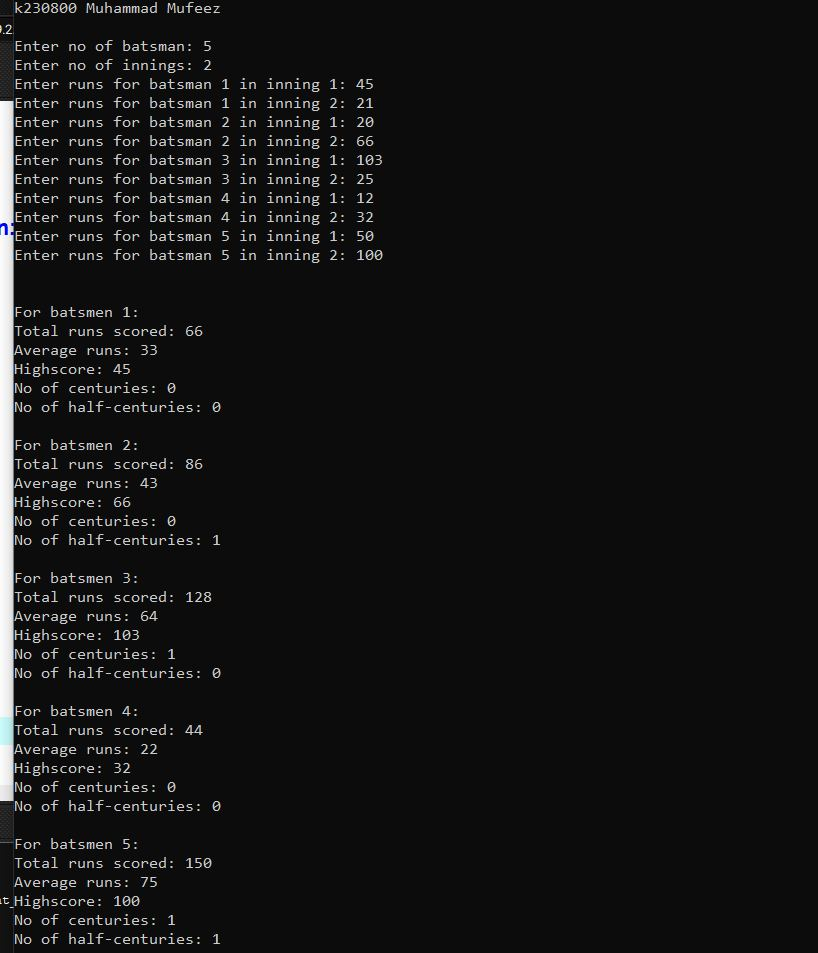 k230800 Muhammad Mufeez
Enter no of batsman: 5
Enter no of innings: 2
Enter runs for batsman 1 in inning 1: 45
Enter runs for batsman 1 in inning 2: 21
Enter runs for batsman 2 in inning 1: 20
Enter runs for batsman 2 in inning 2: 66
Enter runs for batsman 3 in inning 1: 103
Enter runs for batsman 3 in inning 2: 25
Enter runs for batsman 4 in inning 1: 12
Enter runs for batsman 4 in inning 2: 32
Enter runs for batsman 5 in inning 1: 50
Enter runs for batsman 5 in inning 2: 100
For batsmen 1:
Total runs scored: 66
Average runs: 33
Highscore: 45
No of centuries: 0
No of half-centuries: 0
For batsmen 2:
Total runs scored: 86
Average runs: 43
Highscore: 66
No of centuries: 0
No of half-centuries: 1
For batsmen 3:
Total runs scored: 128
Average runs: 64
Highscore: 103
No of centuries: 1
No of half-centuries: 0
For batsmen 4:
Total runs scored: 44
Average runs: 22
Highscore: 32
No of centuries: 0
No of half-centuries: 0
For batsmen 5:
Total runs scored: 150
Average runs: 75
Highscore: 100
No of centuries: 1
No of half-centuries: 1